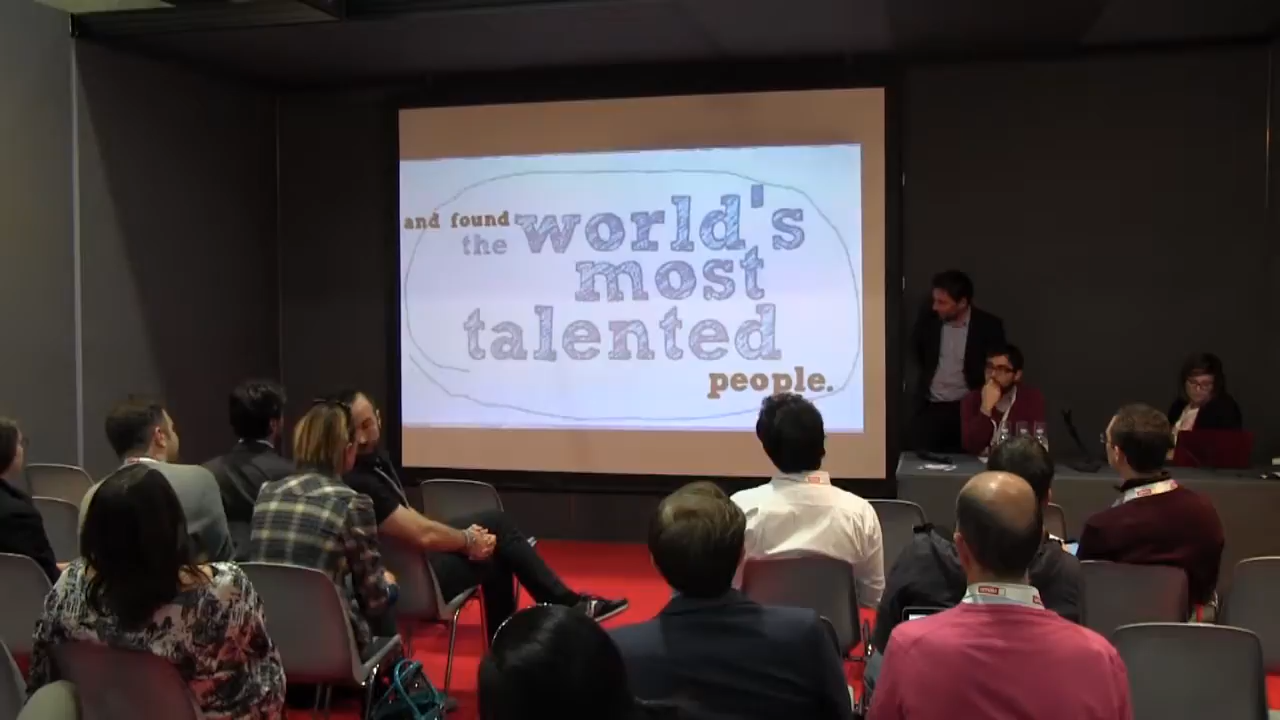 and found world's
the
most
talented
people.